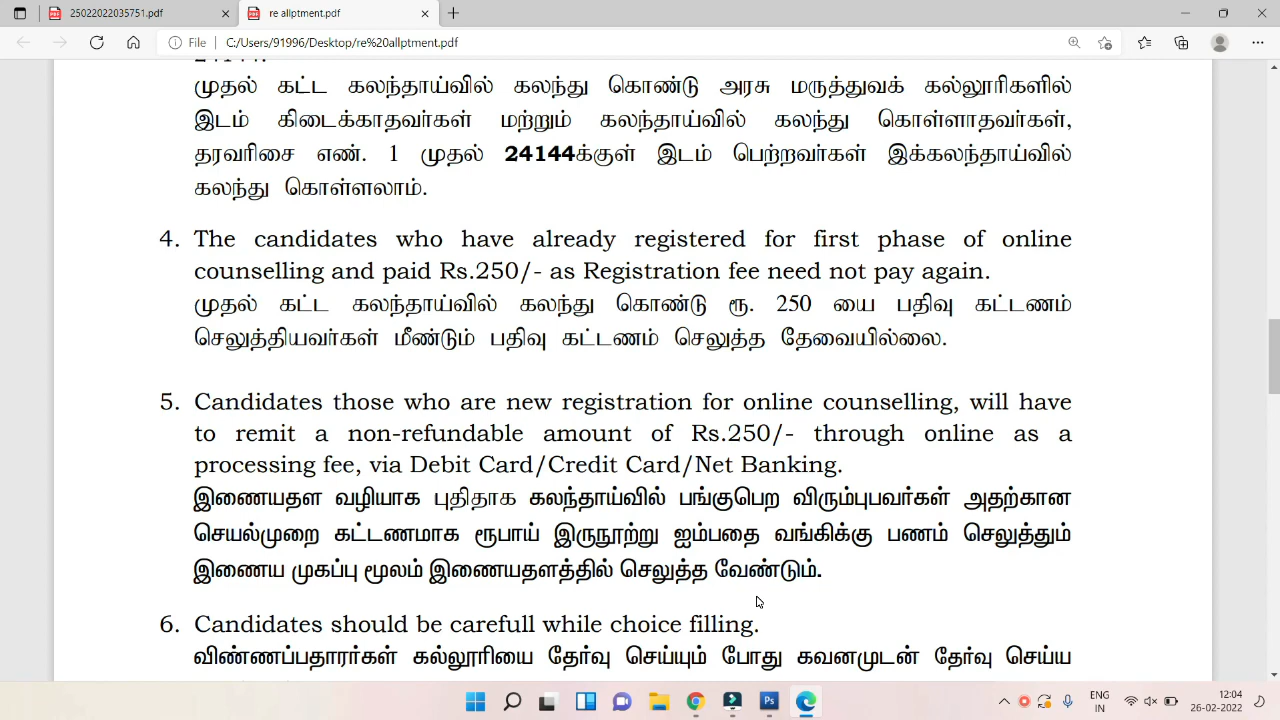 25022022035751.pdf
re allptment.pdf
File
C:/Users/91996/Desktop/re%20allptment.pdf
முதல் கட்ட கலந்தாய்வில் கலந்து கொண்டு அரசு மருத்துவக் கல்லூரிகளில்
இடம் கிடைக்காதவர்கள் மற்றும் கலந்தாய்வில் கலந்து கொள்ளாதவர்கள்,
தரவரிசை எண். 1 முதல் 24144க்குள் இடம் பெற்றவர்கள் இக்கலந்தாய்வில்
கலந்து கொள்ளலாம்.
4. The candidates who have already registered for first phase of online
counselling and paid Rs.250/- as Registration fee need not pay again.
முதல் கட்ட கலந்தாய்வில் கலந்து கொண்டு ரூ. 250 யை பதிவு கட்டணம்
செலுத்தியவர்கள் மீண்டும் பதிவு கட்டணம் செலுத்த தேவையில்லை.
5. Candidates those who are new registration for online counselling, will have
to remit a non-refundable amount of Rs.250/- through online as a
processing fee, via Debit Card/Credit Card/Net Banking.
இணையதள வழியாக புதிதாக கலந்தாய்வில் பங்குபெற விரும்புபவர்கள் அதற்கான
செயல்முறை கட்டணமாக ரூபாய் இருநூற்று ஐம்பதை வங்கிக்கு பணம் செலுத்தும்
இணைய முகப்பு மூலம் இணையதளத்தில் செலுத்த வேண்டும்.
6. Candidates should be carefull while choice filling.
விண்ணப்பதாரர்கள் கல்லூரியை தேர்வு செய்யும் போது கவனமுடன் தேர்வு செய்ய
Ps
ENG
IN
12:04
26-02-2022